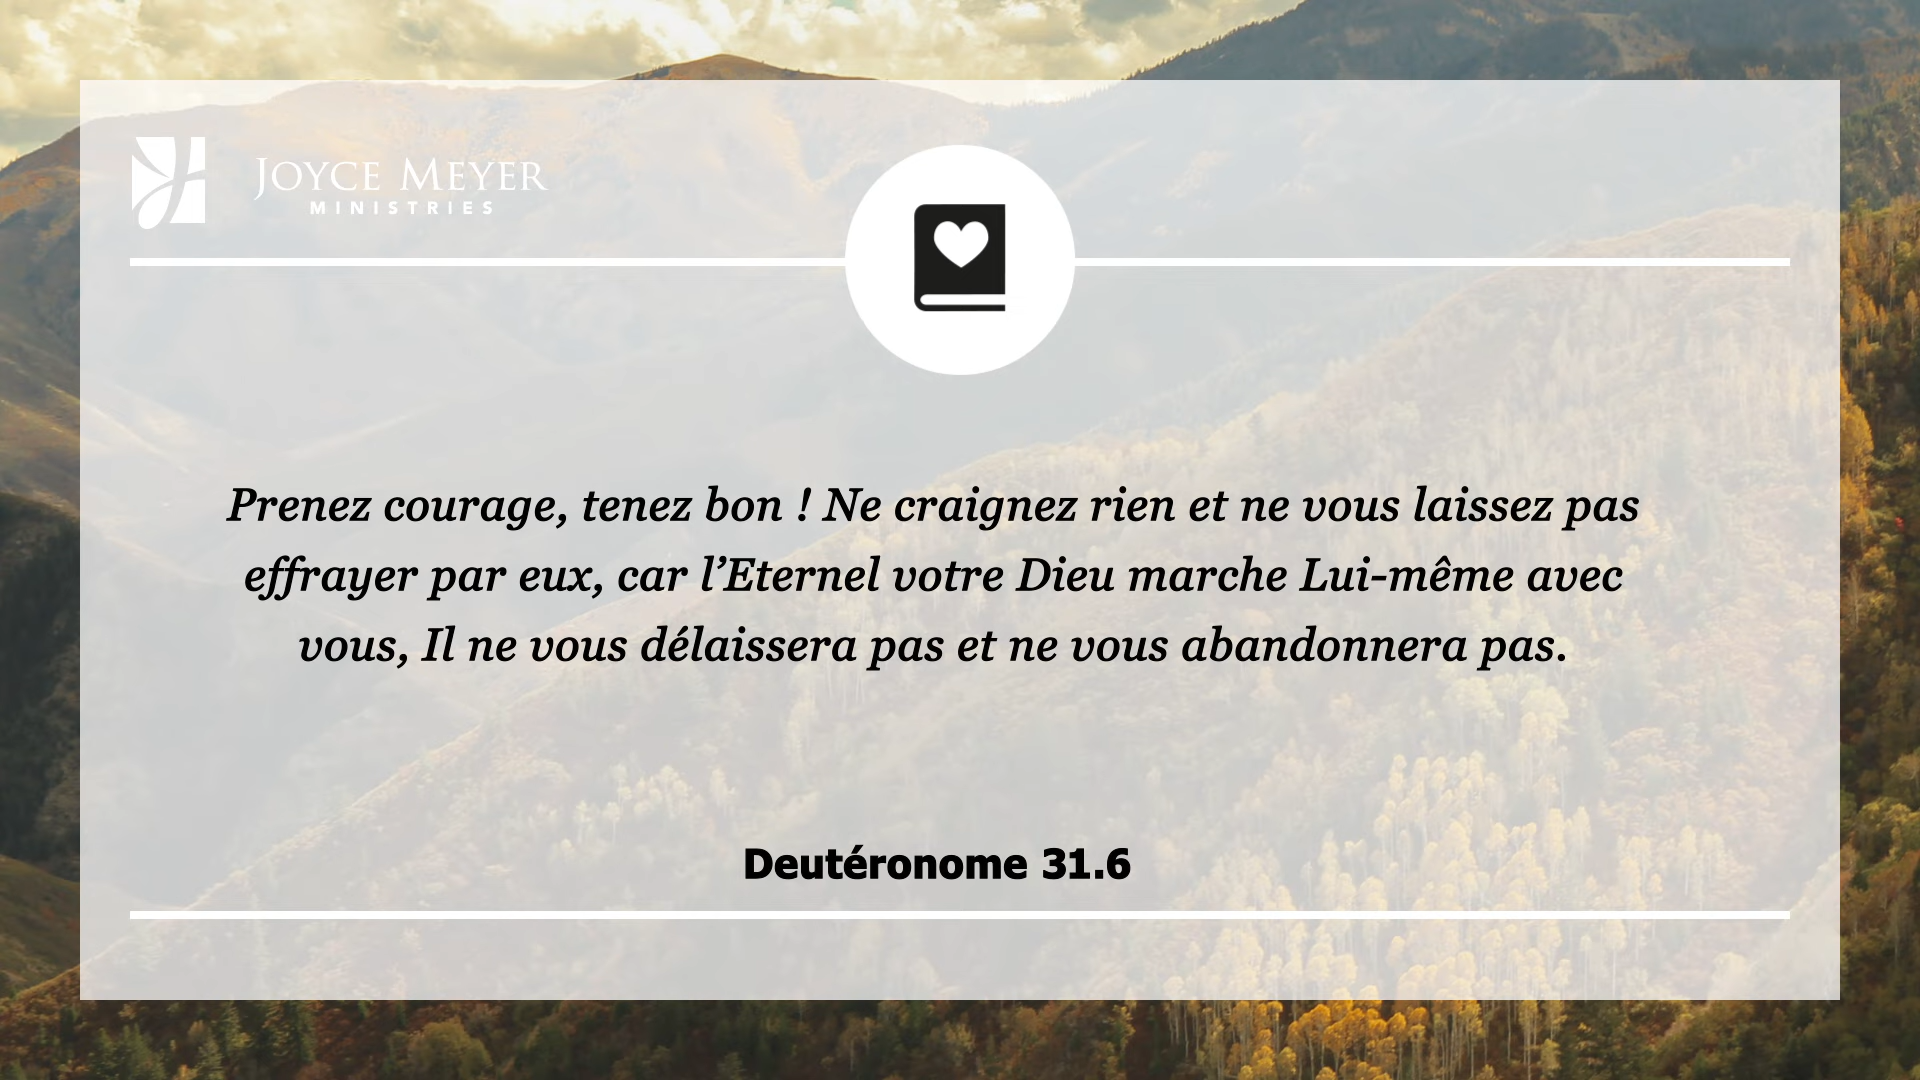 JOYCE MEYER
MINISTRIES
Prenez courage, tenez bon ! Ne craignez rien et ne vous laissez pas
effrayer par eux, car l’Eternel votre Dieu marche Lui-même avec
vous, Il ne vous délaissera pas et ne vous abandonnera pas.
Deutéronome 31.6